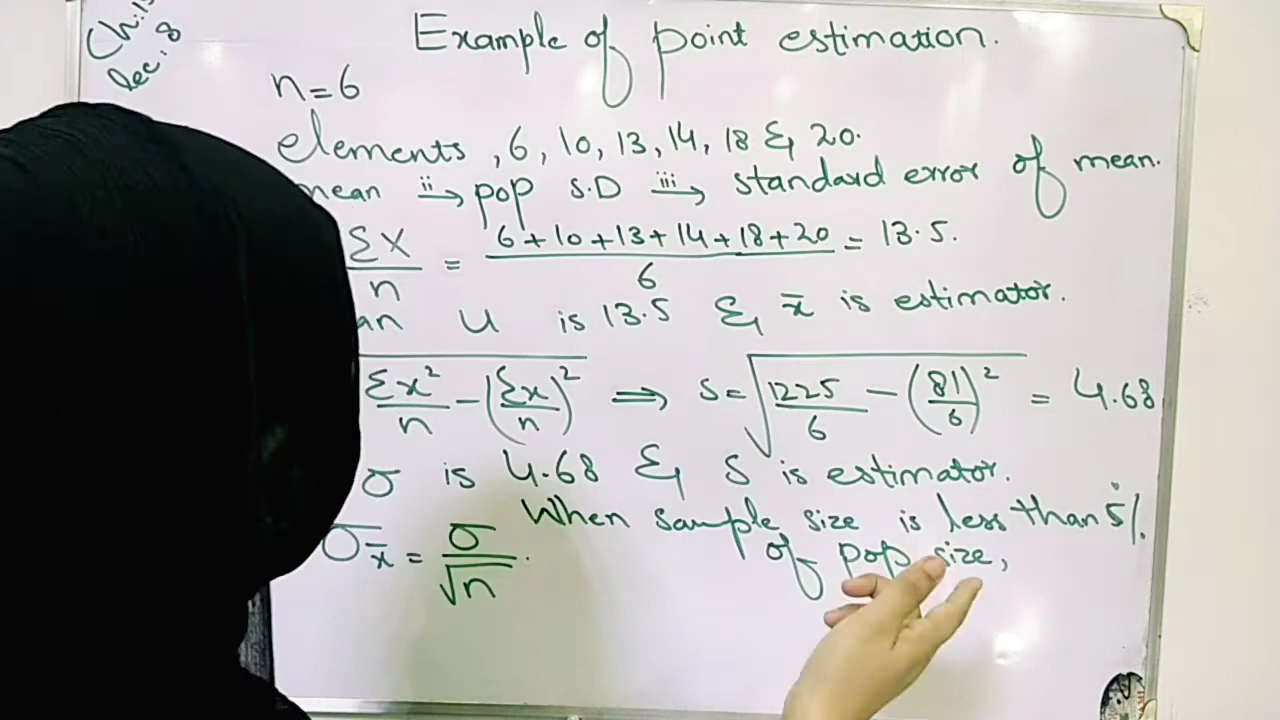 Ch:15
Lec:8
Example of point estimation.
n=6
elements, 6, 10, 13, 14, 18 & 20.
mean ii→ pop S.D iii→ standard error of mean.
ΣX/n = 6+10+13+14+18+20/6 = 13.5.
an u is 13.5 & x̄ is estimator.
√Σx²/n - (Σx/n)² ⇒ S=√1225/6 - (81/6)² = 4.68
σ is 4.68 & S is estimator.
When sample size is less than 5%
σx̄ = σ/√n. of pop size,